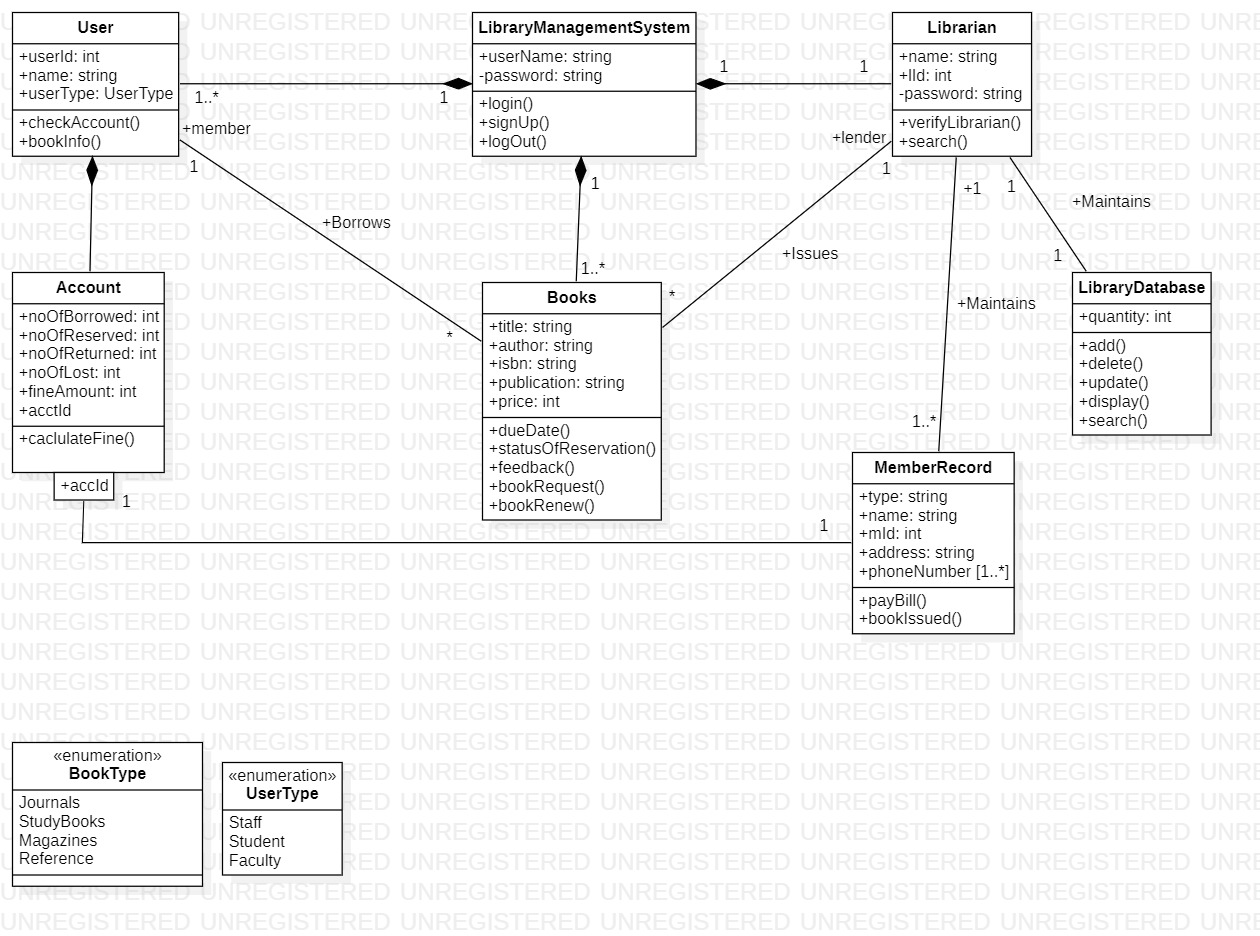 User
+userId: int
+name: string
+userType: UserType
+checkAccount()
+bookInfo()
LibraryManagementSystem
+userName: string
-password: string
+login()
+signUp()
+logOut()
Librarian
+name: string
+lId: int
-password: string
+verifyLibrarian()
+search()
1..*
1
1
1
+member
1
+Borrows
*
1
1..*
+lender
1
+Issues
*
+1
+Maintains
1..*
1
+Maintains
1
Account
+noOfBorrowed: int
+noOfReserved: int
+noOfReturned: int
+noOfLost: int
+fineAmount: int
+acctId
+caclulateFine()
+accId
1
1
Books
+title: string
+author: string
+isbn: string
+publication: string
+price: int
+dueDate()
+statusOfReservation()
+feedback()
+bookRequest()
+bookRenew()
LibraryDatabase
+quantity: int
+add()
+delete()
+update()
+display()
+search()
MemberRecord
+type: string
+name: string
+mId: int
+address: string
+phoneNumber [1..*]
+payBill()
+bookIssued()
«enumeration»
BookType
Journals
StudyBooks
Magazines
Reference
«enumeration»
UserType
Staff
Student
Faculty
UNREGISTERED